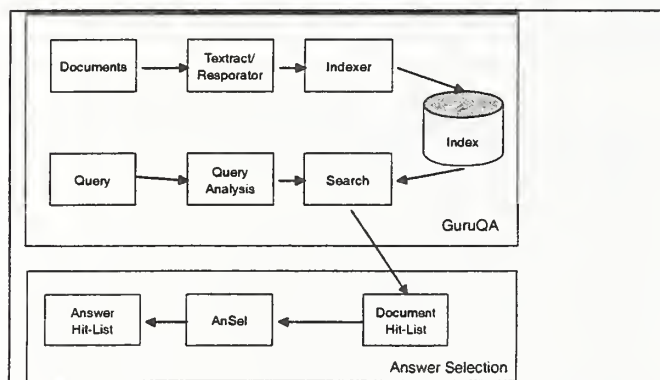 Documents
Textract/
Resporator
Indexer
Index
Query
Query
Analysis
Search
GuruQA
Answer
Hit-List
AnSel
Document
Hit-List
Answer Selection